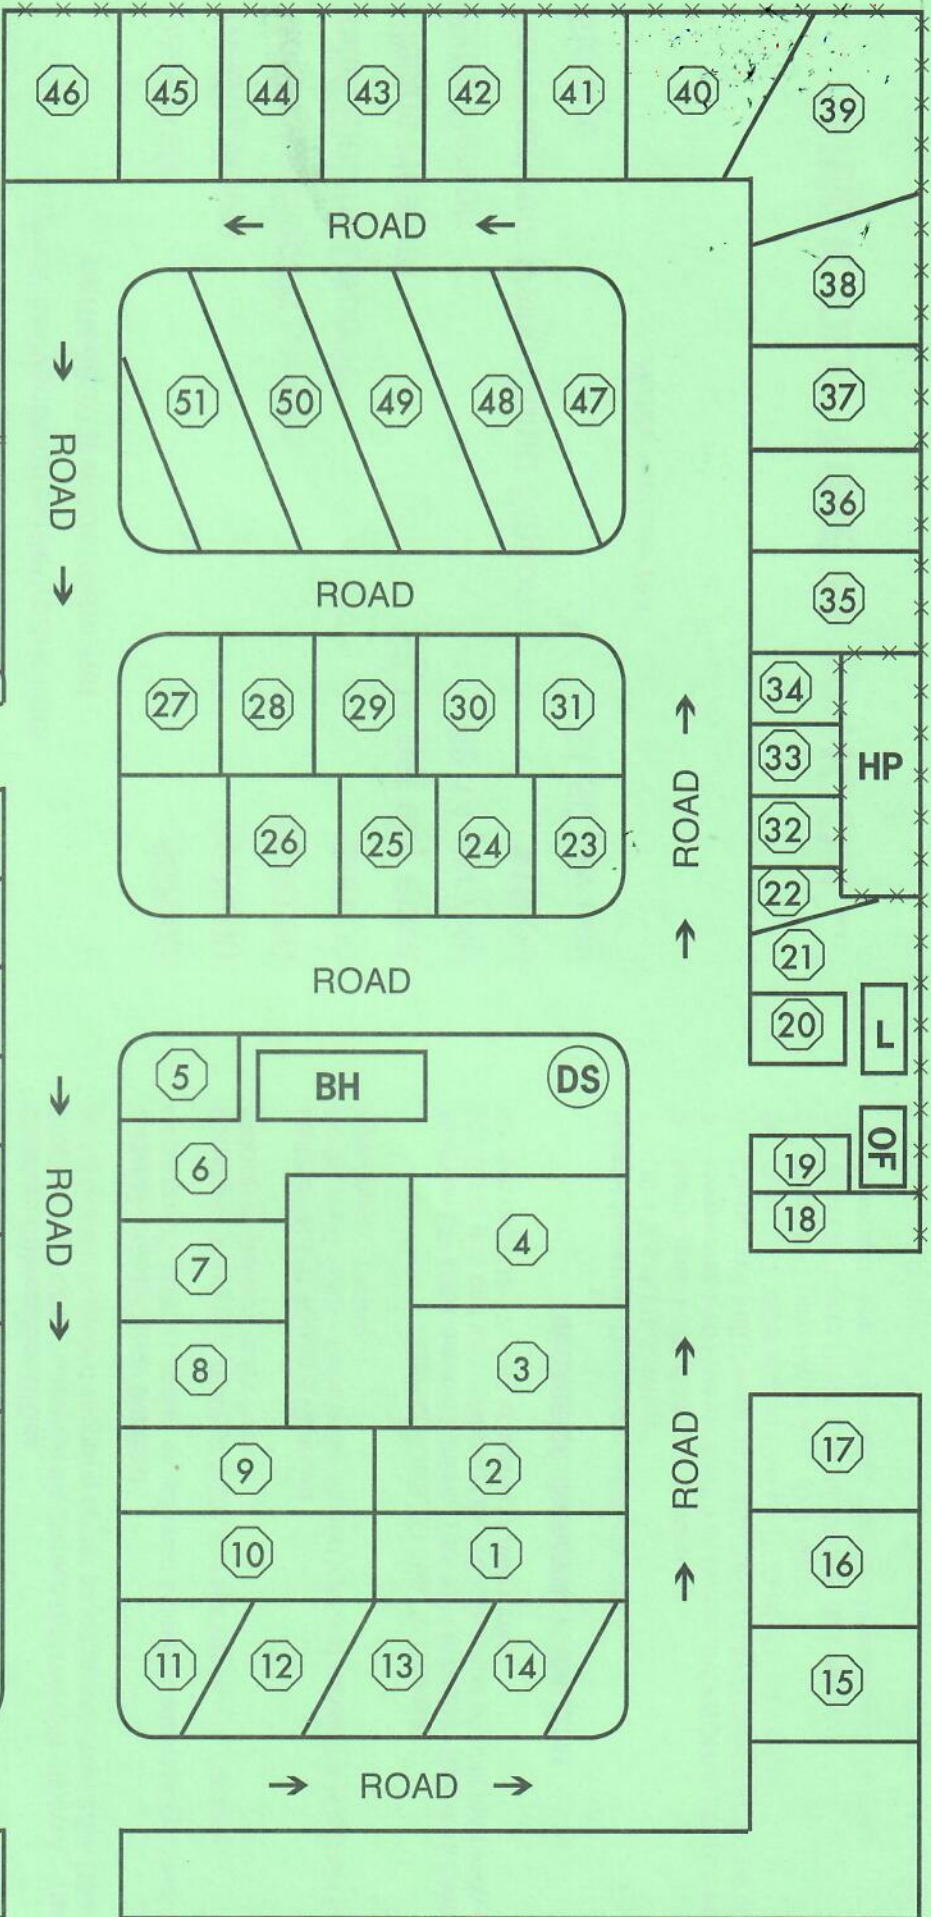 46 45 44 43 42 41 40 39
← ROAD ←
38
→ ROAD →
51 50 49 48 47
37
36
ROAD
35
27 28 29 30 31
34
33
HP
→ ROAD →
26 25 24 23
32
22
21
ROAD
20
L
5 BH DS
→ ROAD →
6
19
OF
18
4
7
3
8
→ ROAD →
17
9 2
10 1
16
11 12 13 14
15
→ ROAD →